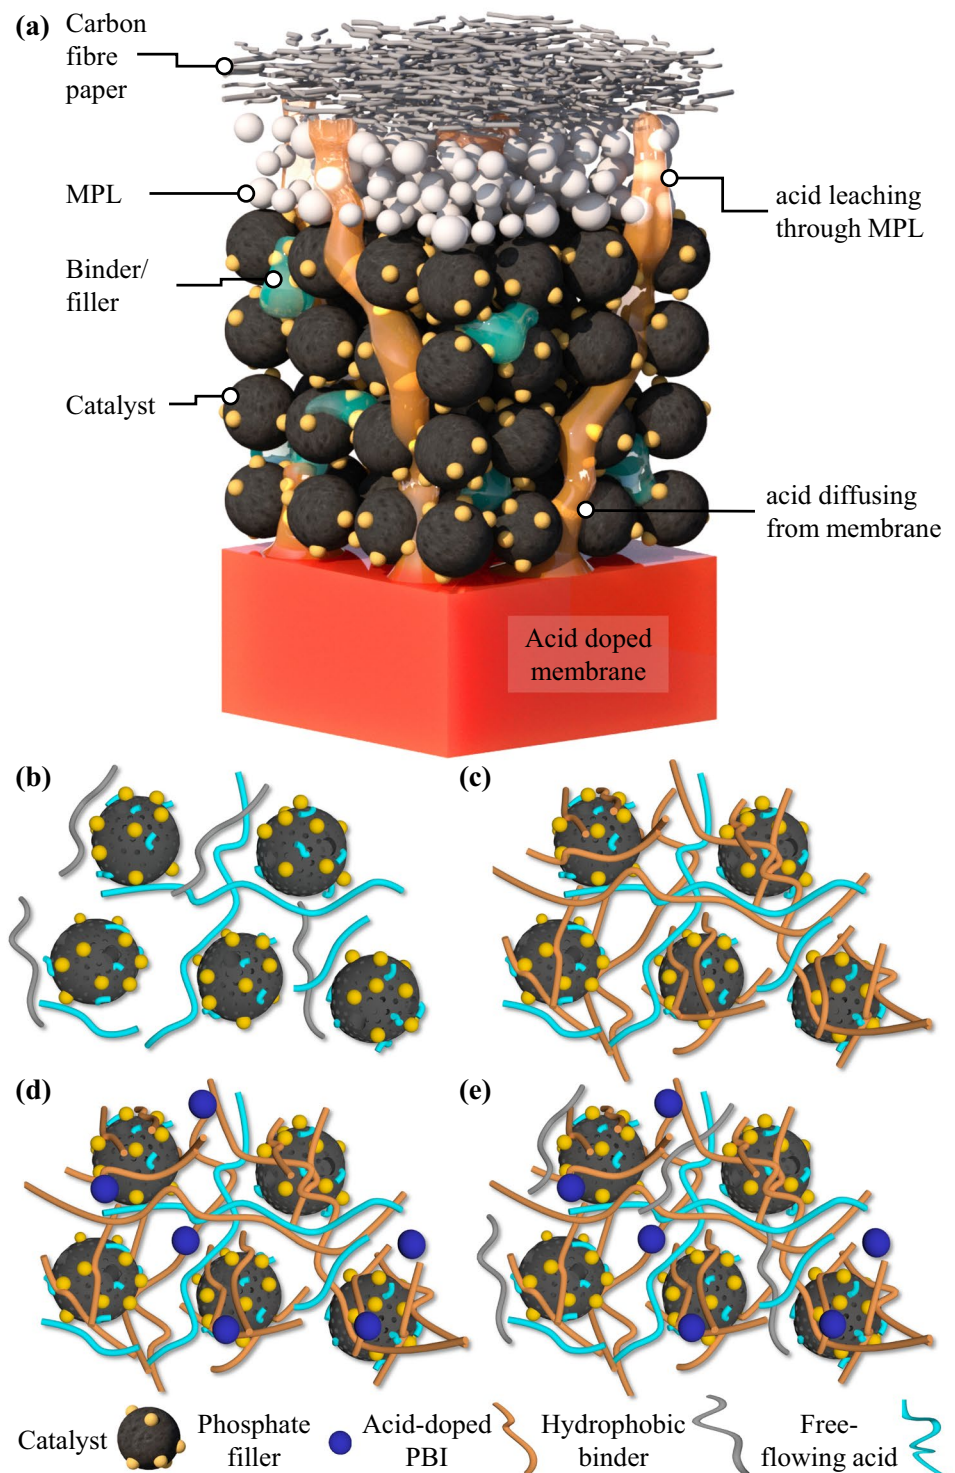 (a)
Carbon
fibre
paper
MPL
acid leaching
through MPL
Binder/
filler
Catalyst
acid diffusing
from membrane
Acid doped
membrane
(b)
(c)
(d)
(e)
Catalyst
Phosphate
filler
Acid-doped
PBI
Hydrophobic
binder
Free-
flowing acid